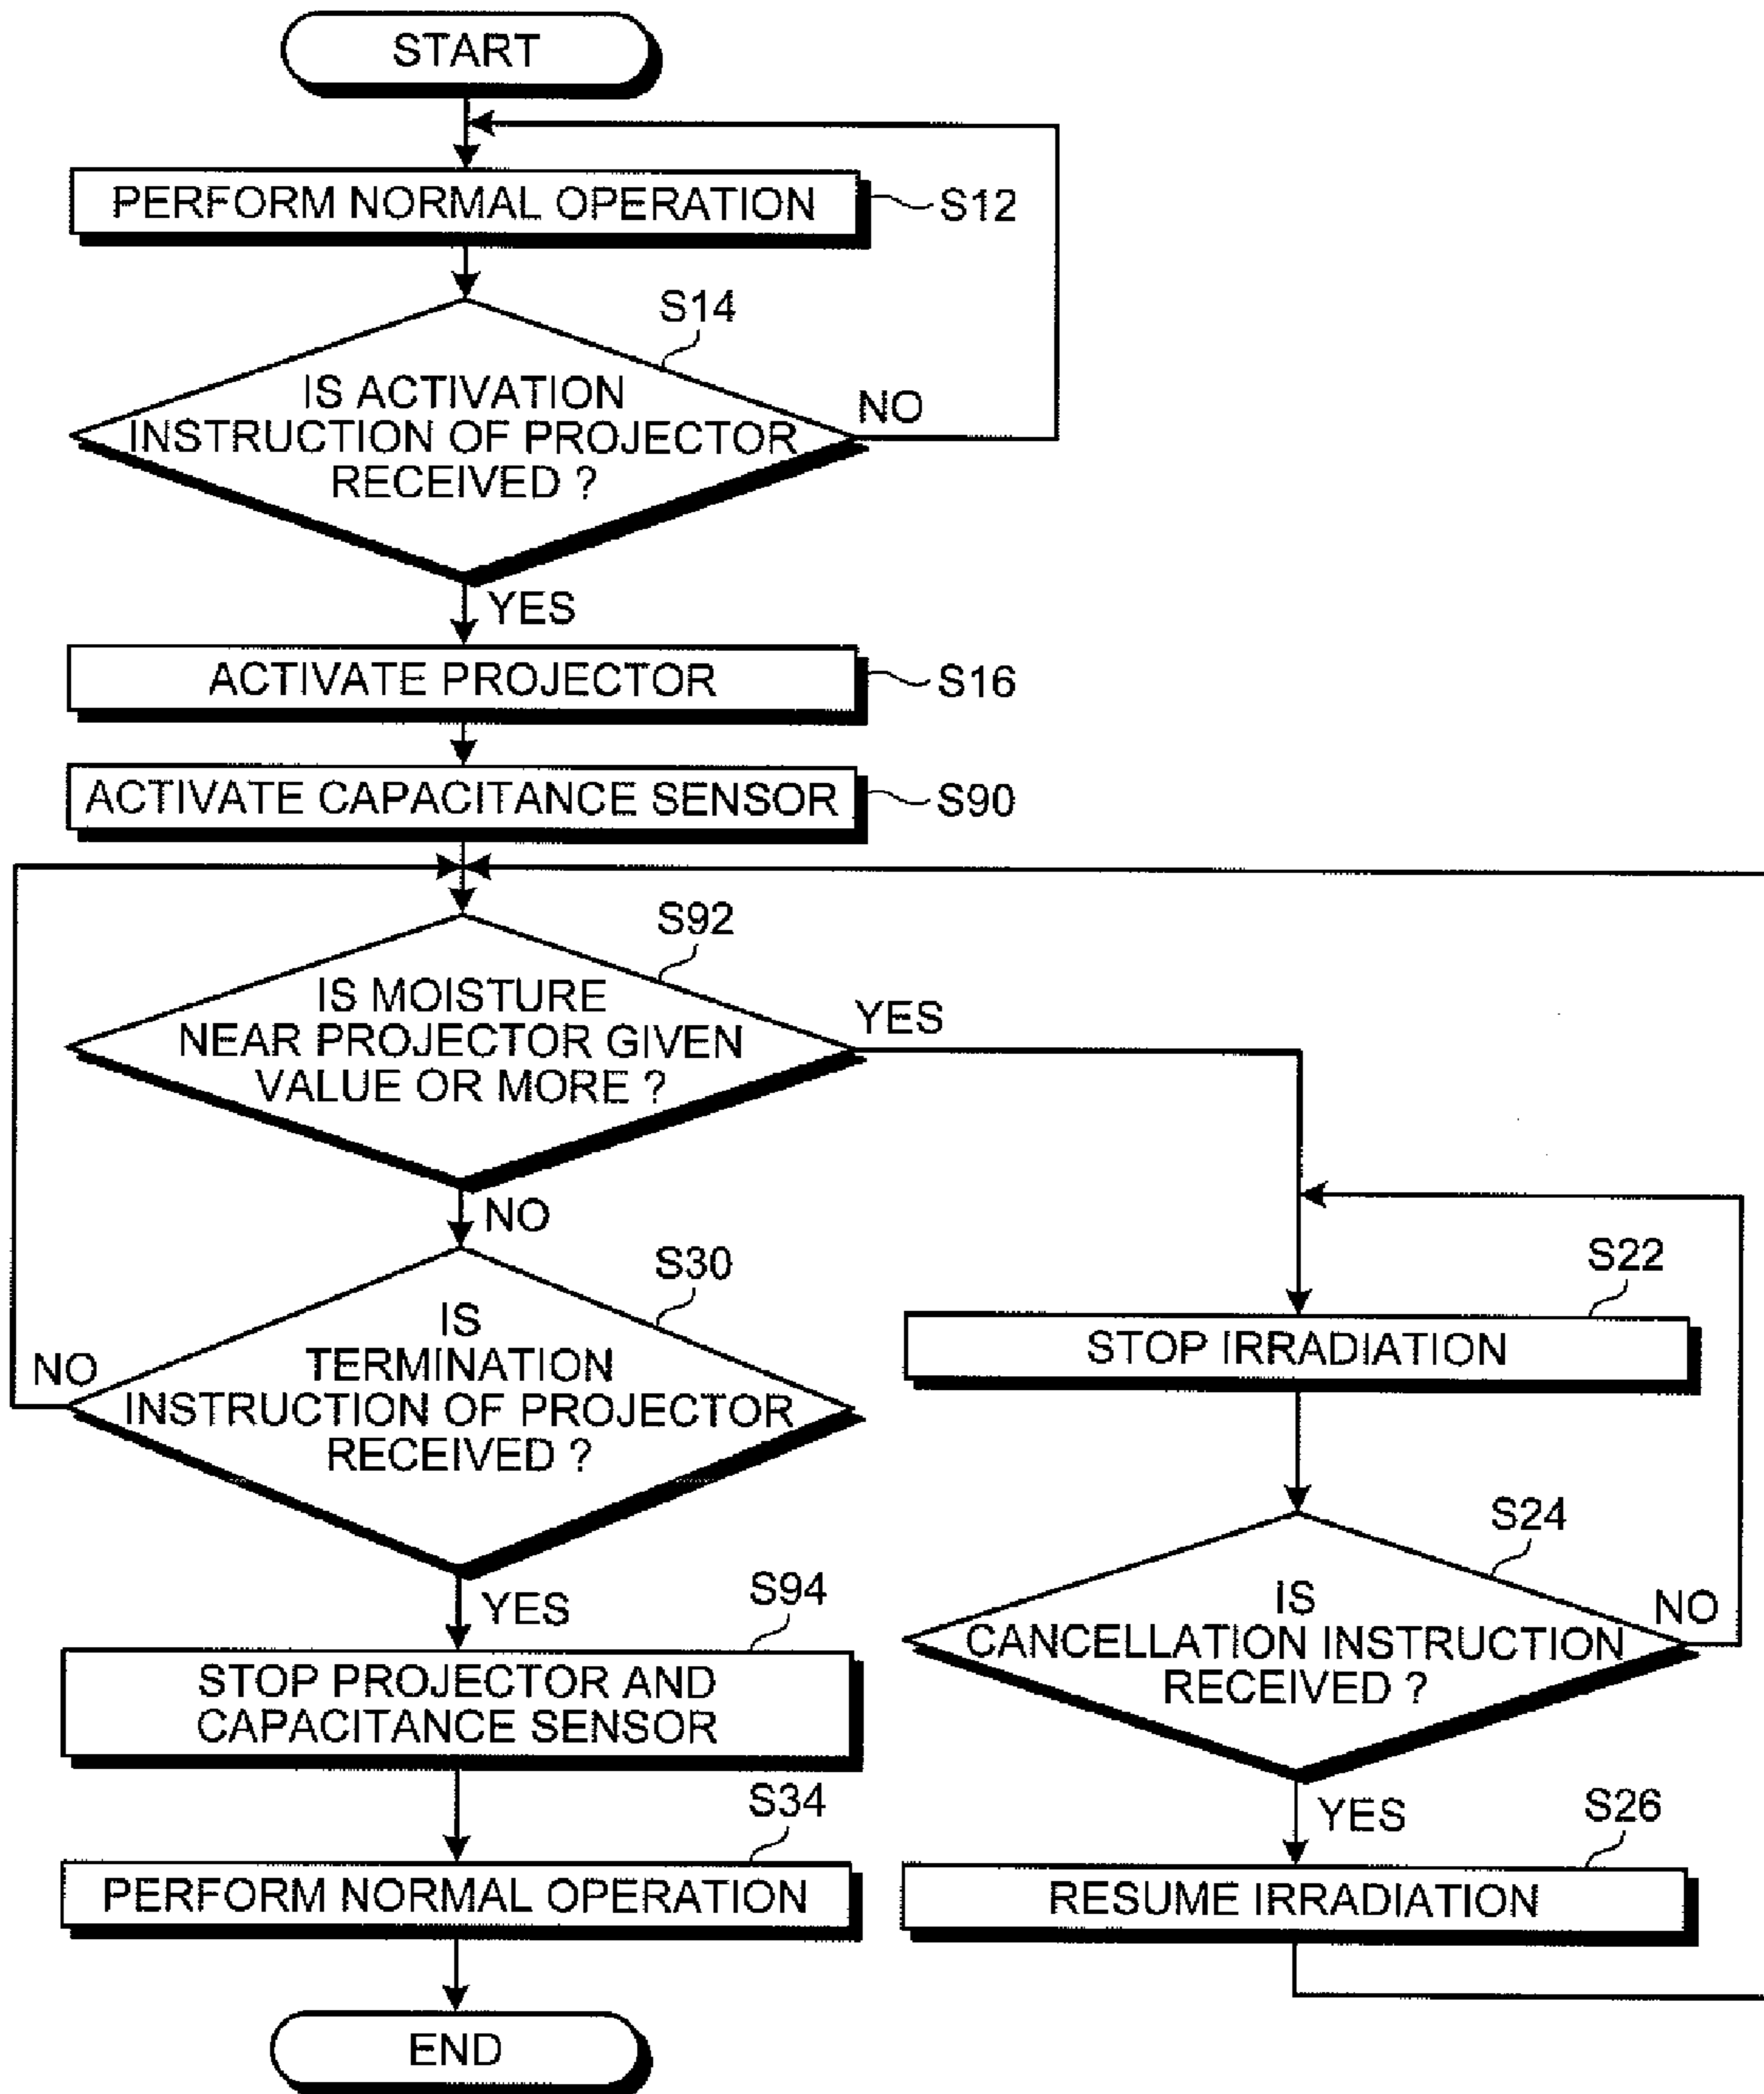 START
PERFORM NORMAL OPERATION
S12
S14
IS ACTIVATION
INSTRUCTION OF PROJECTOR
RECEIVED ?
NO
YES
ACTIVATE PROJECTOR
S16
ACTIVATE CAPACITANCE SENSOR
S90
S92
IS MOISTURE
NEAR PROJECTOR GIVEN
VALUE OR MORE ?
YES
NO
S30
IS
TERMINATION
INSTRUCTION OF PROJECTOR
RECEIVED ?
NO
YES
S94
STOP PROJECTOR AND
CAPACITANCE SENSOR
S34
PERFORM NORMAL OPERATION
END
S22
STOP IRRADIATION
S24
IS
CANCELLATION INSTRUCTION
RECEIVED ?
NO
YES
S26
RESUME IRRADIATION